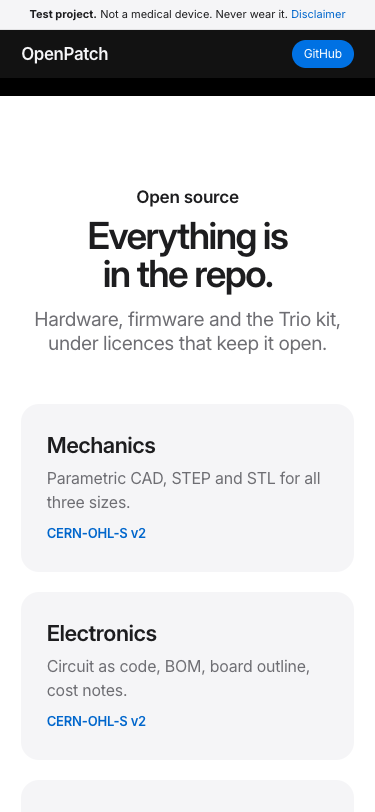 Test project. Not a medical device. Never wear it. Disclaimer
OpenPatch
GitHub
Open source
Everything is
in the repo.
Hardware, firmware and the Trio kit,
under licences that keep it open.
Mechanics
Parametric CAD, STEP and STL for all
three sizes.
CERN-OHL-S v2
Electronics
Circuit as code, BOM, board outline,
cost notes.
CERN-OHL-S v2